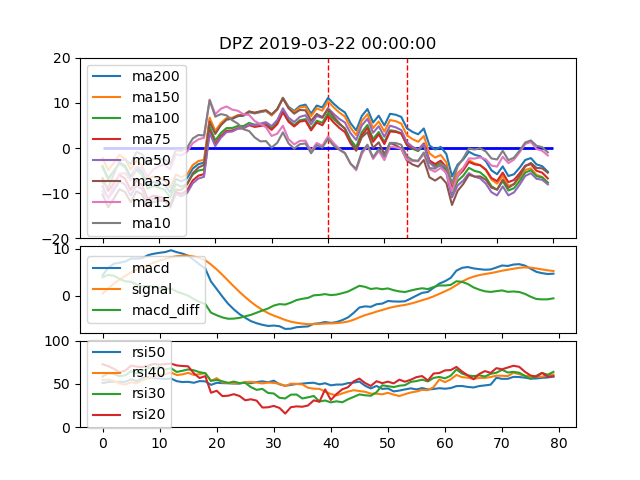 DPZ 2019-03-22 00:00:00
20
10
0
−10
−20
ma200
ma150
ma100
ma75
ma50
ma35
ma15
ma10
10
0
macd
signal
macd_diff
100
50
0
rsi50
rsi40
rsi30
rsi20
0 10 20 30 40 50 60 70 80